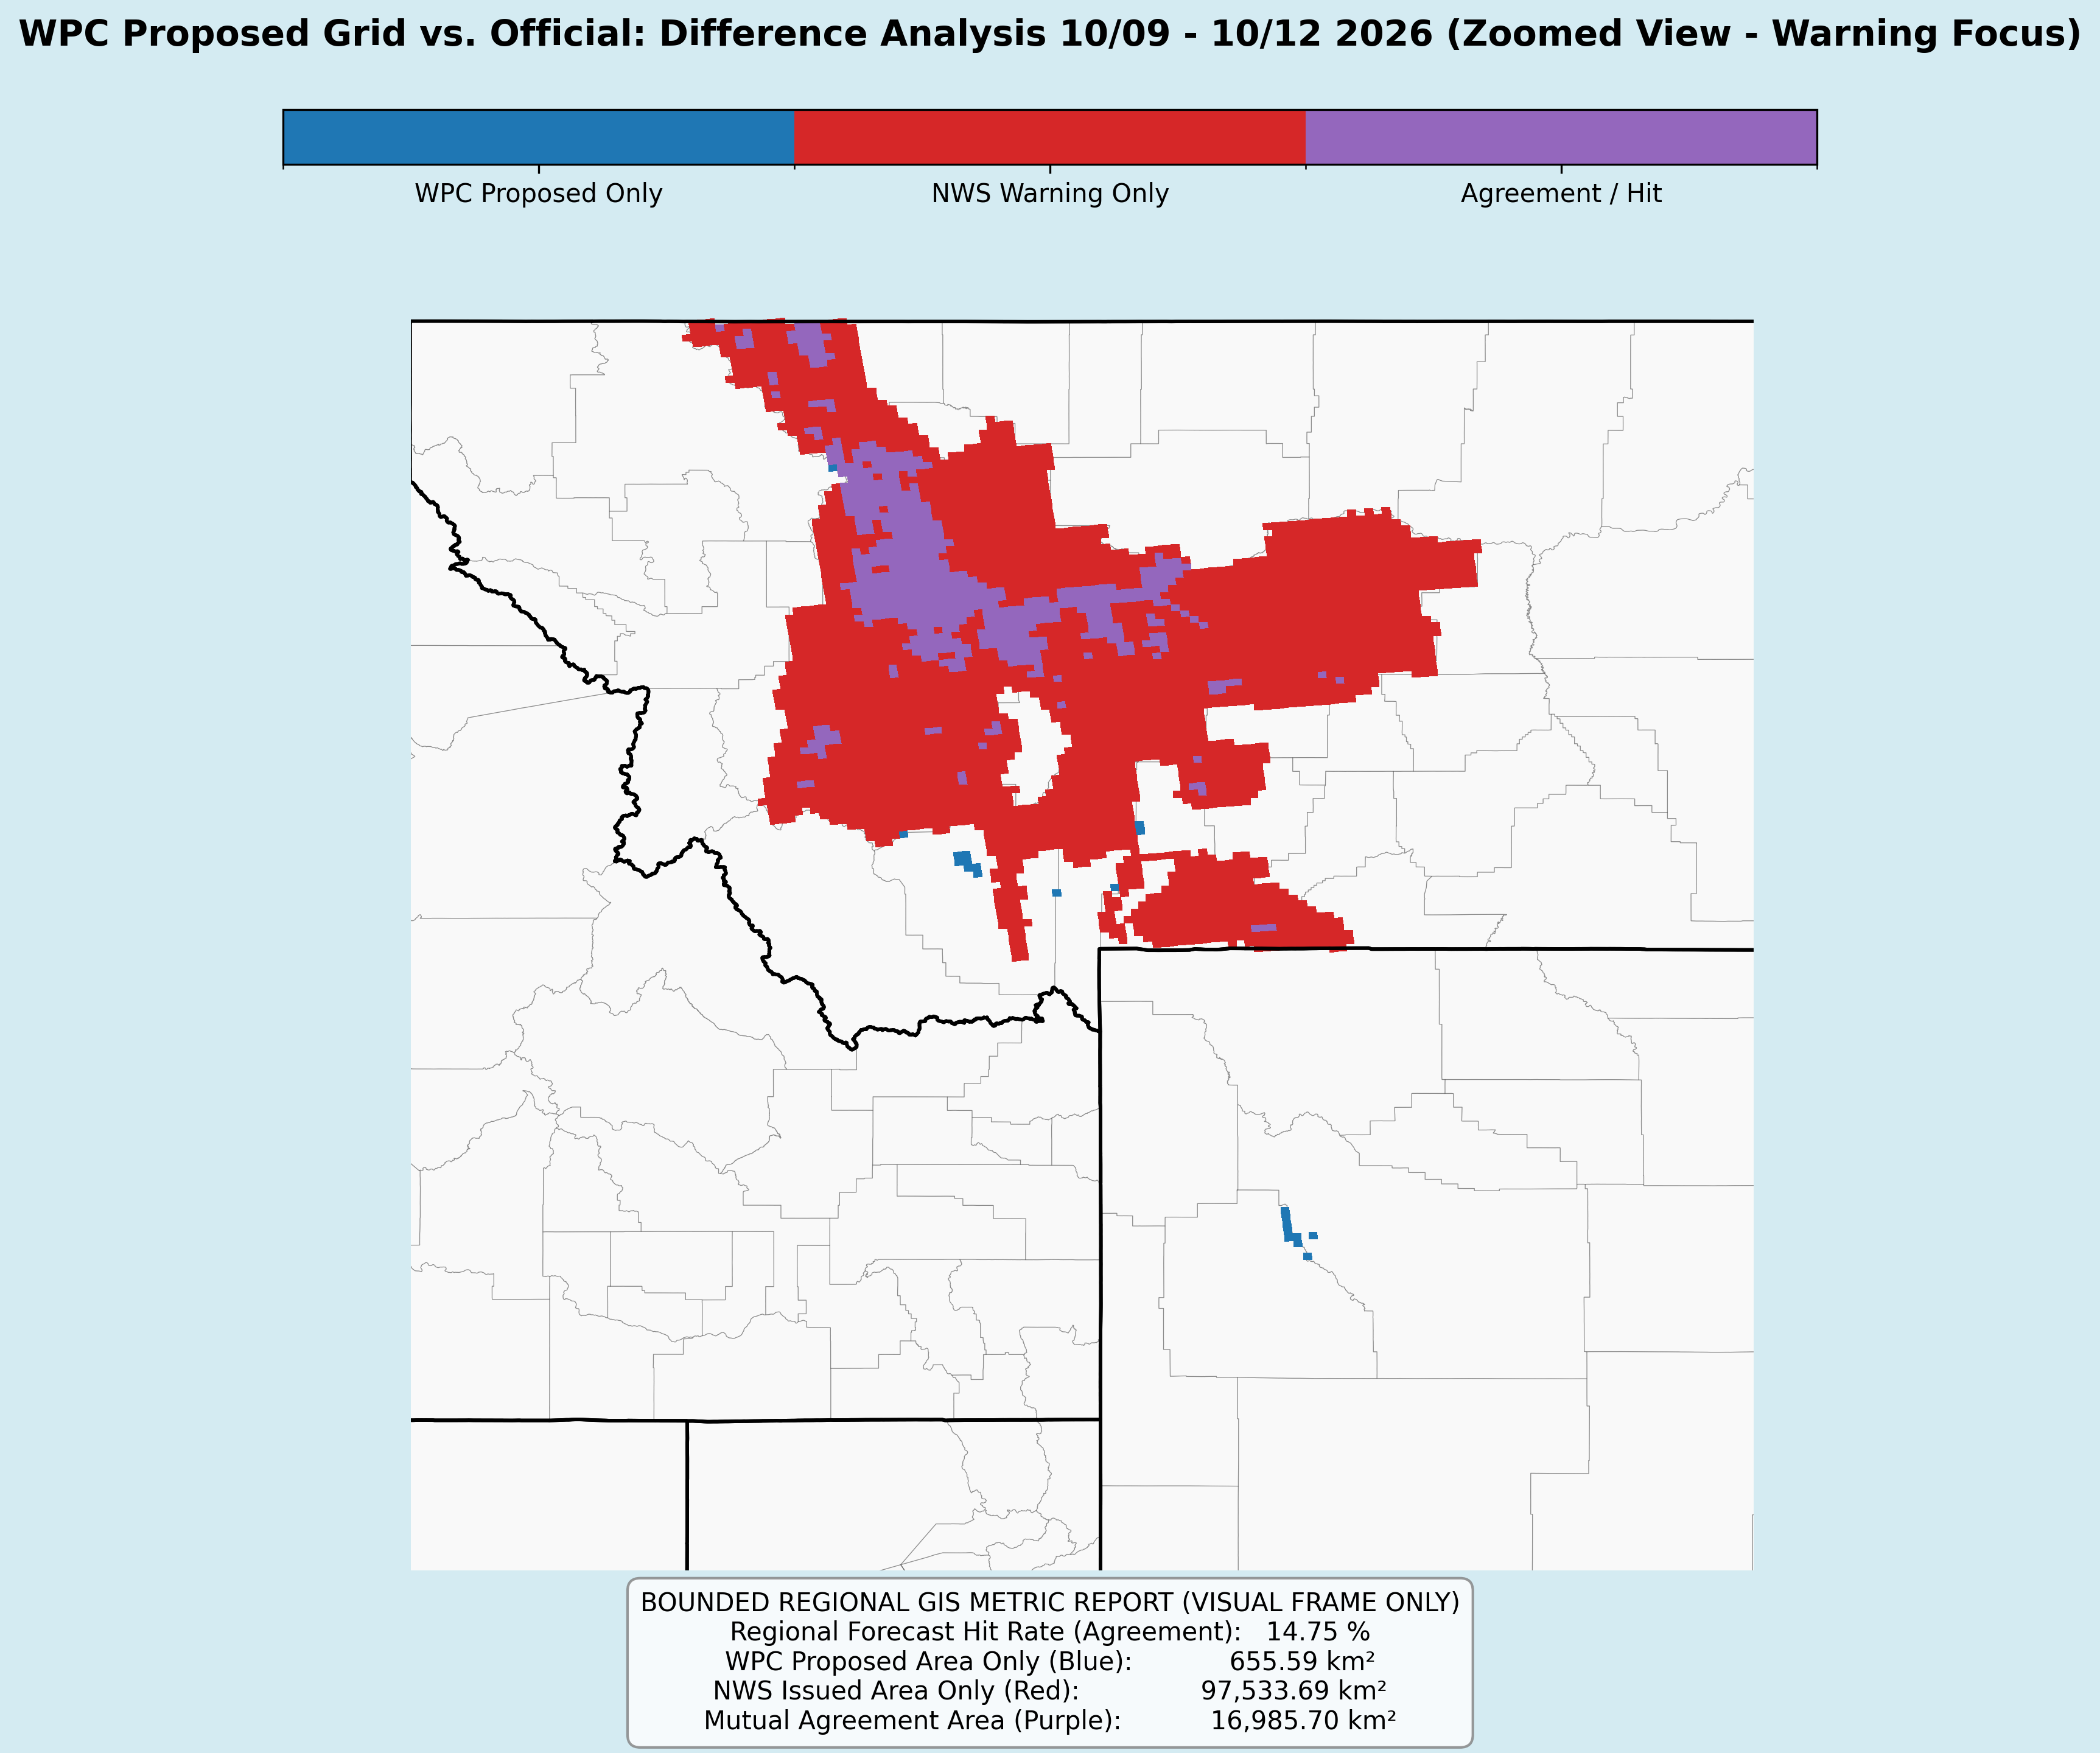 WPC Proposed Grid vs. Official: Difference Analysis 10/09 - 10/12 2026 (Zoomed View - Warning Focus)
WPC Proposed Only
NWS Warning Only
Agreement / Hit
BOUNDED REGIONAL GIS METRIC REPORT (VISUAL FRAME ONLY)
Regional Forecast Hit Rate (Agreement): 14.75 %
WPC Proposed Area Only (Blue): 655.59 km²
NWS Issued Area Only (Red): 97,533.69 km²
Mutual Agreement Area (Purple): 16,985.70 km²